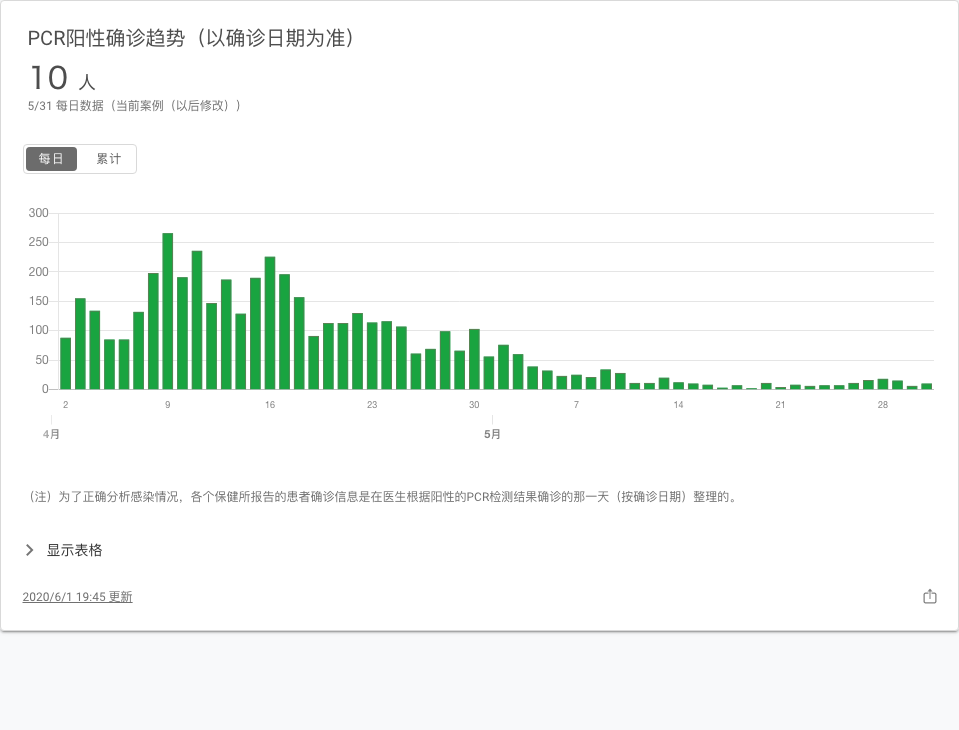 PCR阳性确诊趋势（以确诊日期为准）
10 人
5/31 每日数据（当前案例（以后修改））
每日 累计
300
250
200
150
100
50
0
2 9 16 23 30 7 14 21 28
4月 5月
（注）为了正确分析感染情况，各个保健所报告的患者确诊信息是在医生根据阳性的PCR检测结果确诊的那一天（按确诊日期）整理的。
显示表格
2020/6/1 19:45 更新